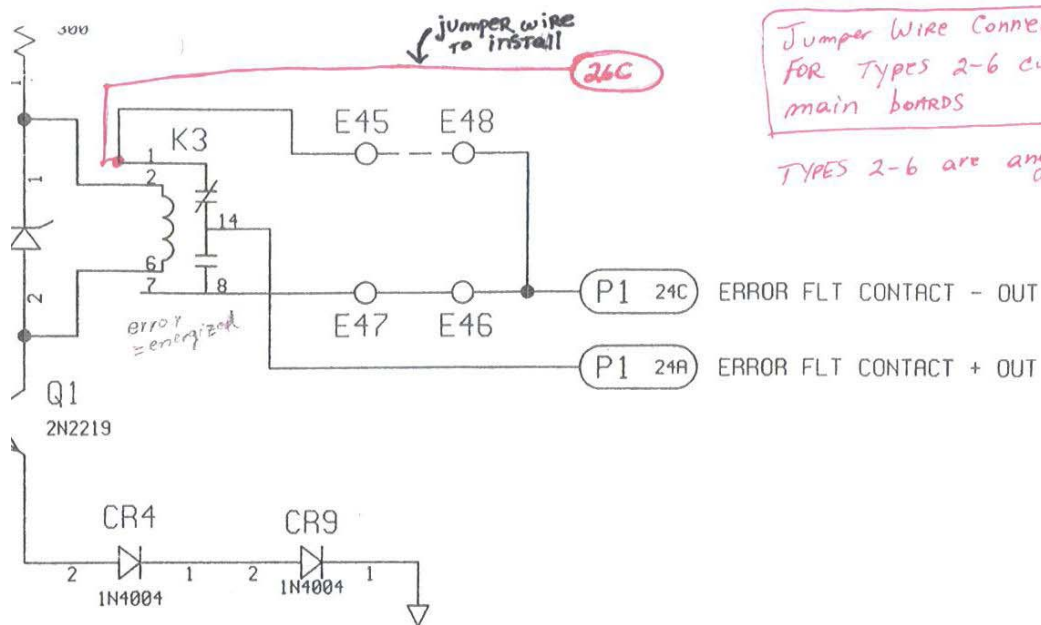 300
jumper wire
to install
26C
Jumper Wire
FOR Types 2-6
main boards
TYPES 2-6 are
1
K3
1
2
14
6
7
8
E45
E48
E47
E46
error
=energized
1
2
P1 24C ERROR FLT CONTACT - OUT
P1 24A ERROR FLT CONTACT + OUT
Q1
2N2219
CR4
CR9
2
1
2
1
1N4004
1N4004